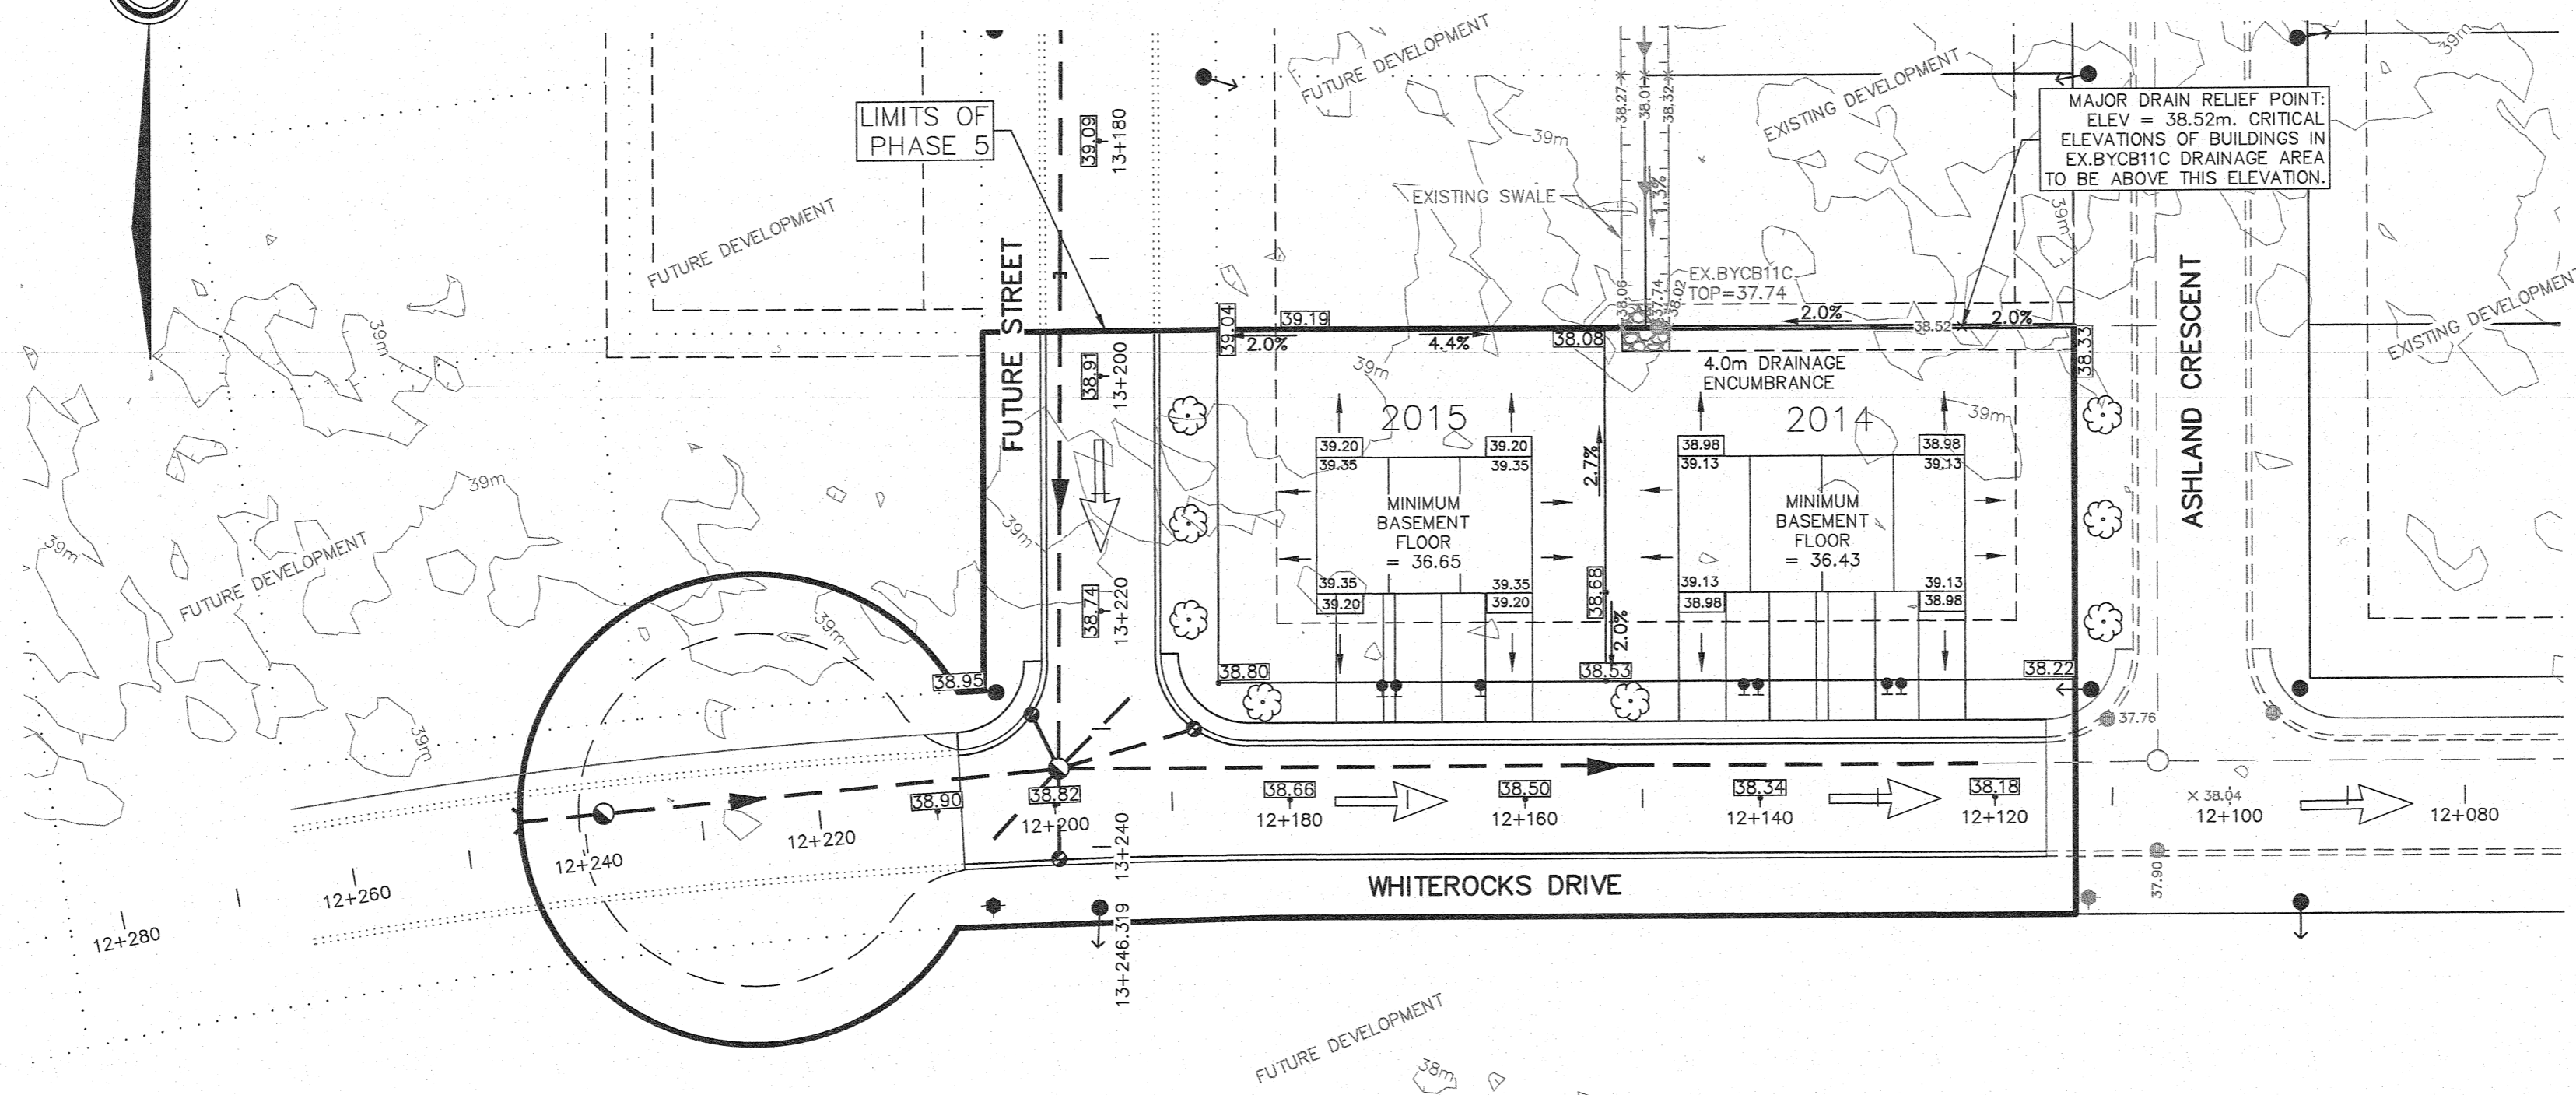 FUTURE DEVELOPMENT
EXISTING DEVELOPMENT
39m
MAJOR DRAIN RELIEF POINT:
ELEV = 38.52m. CRITICAL
ELEVATIONS OF BUILDINGS IN
EX.BYCB11C DRAINAGE AREA
TO BE ABOVE THIS ELEVATION.
LIMITS OF
PHASE 5
39.09
13+180
38.27
38.01
38.32
39m
EXISTING SWALE
1.3%
39m
FUTURE DEVELOPMENT
FUTURE STREET
EX.BYCB11C
TOP=37.74
38.06
37.74
38.02
ASHLAND CRESCENT
EXISTING DEVELOPMENT
39m
39.04
39.19
2.0%
4.4%
38.08
2.0%
38.52
2.0%
38.33
38.91
13+200
39m
4.0m DRAINAGE
ENCUMBRANCE
2015
2014
39m
39.20
39.20
38.98
38.98
39.35
39.35
39.13
39.13
2.7%
39m
39m
39m
MINIMUM
BASEMENT
FLOOR
= 36.65
MINIMUM
BASEMENT
FLOOR
= 36.43
FUTURE DEVELOPMENT
38.74
13+220
39.35
39.35
39.13
39.13
39.20
39.20
38.98
38.98
38.68
2.0%
39m
38.95
38.80
38.53
38.22
39m
37.76
38.90
38.82
38.66
38.50
38.34
38.18
38.04
12+280
12+260
12+240
12+220
12+200
12+180
12+160
12+140
12+120
12+100
12+080
13+240
37.90
WHITEROCKS DRIVE
13+246.319
FUTURE DEVELOPMENT
38m